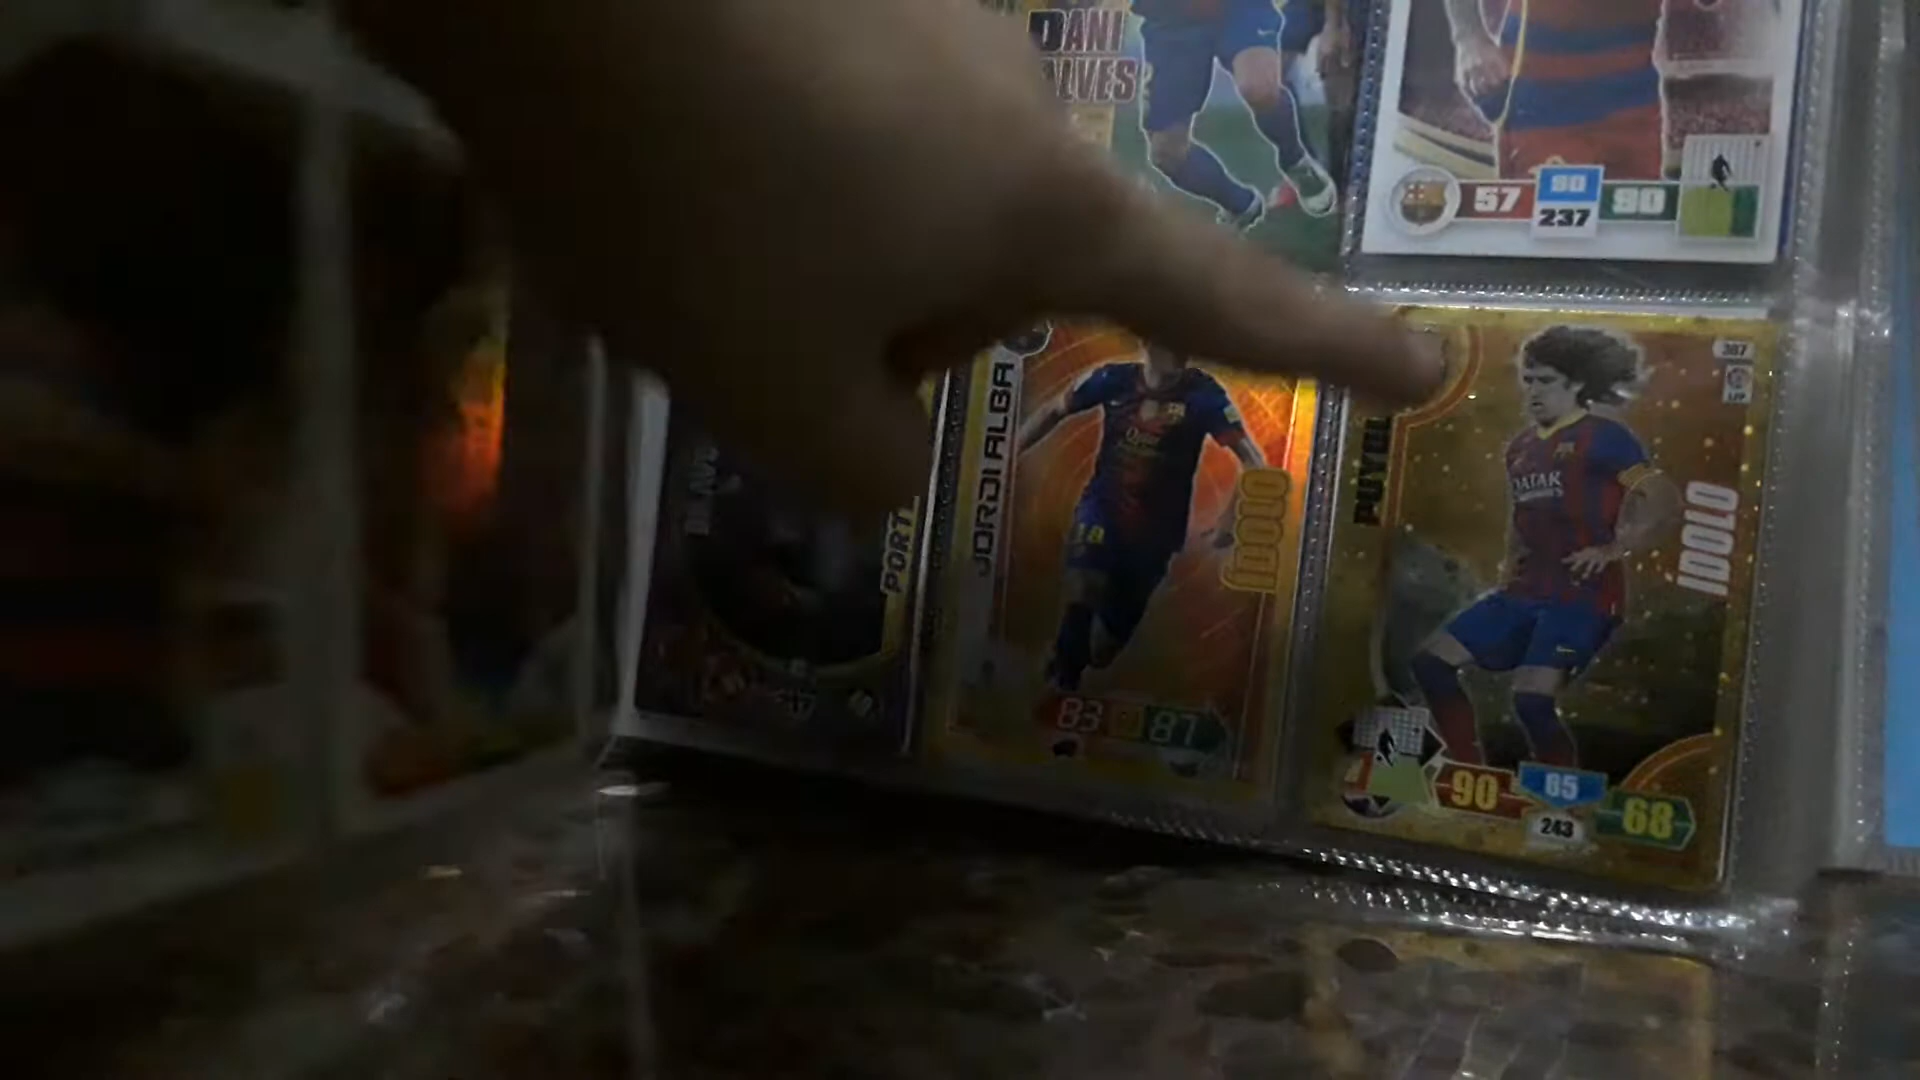 DANI
ALVES
57
90
237
90
JORDI ALBA
ÍDOLO
83
87
PORT
PUYOL
387
ÍDOLO
QATAR
90
65
243
68